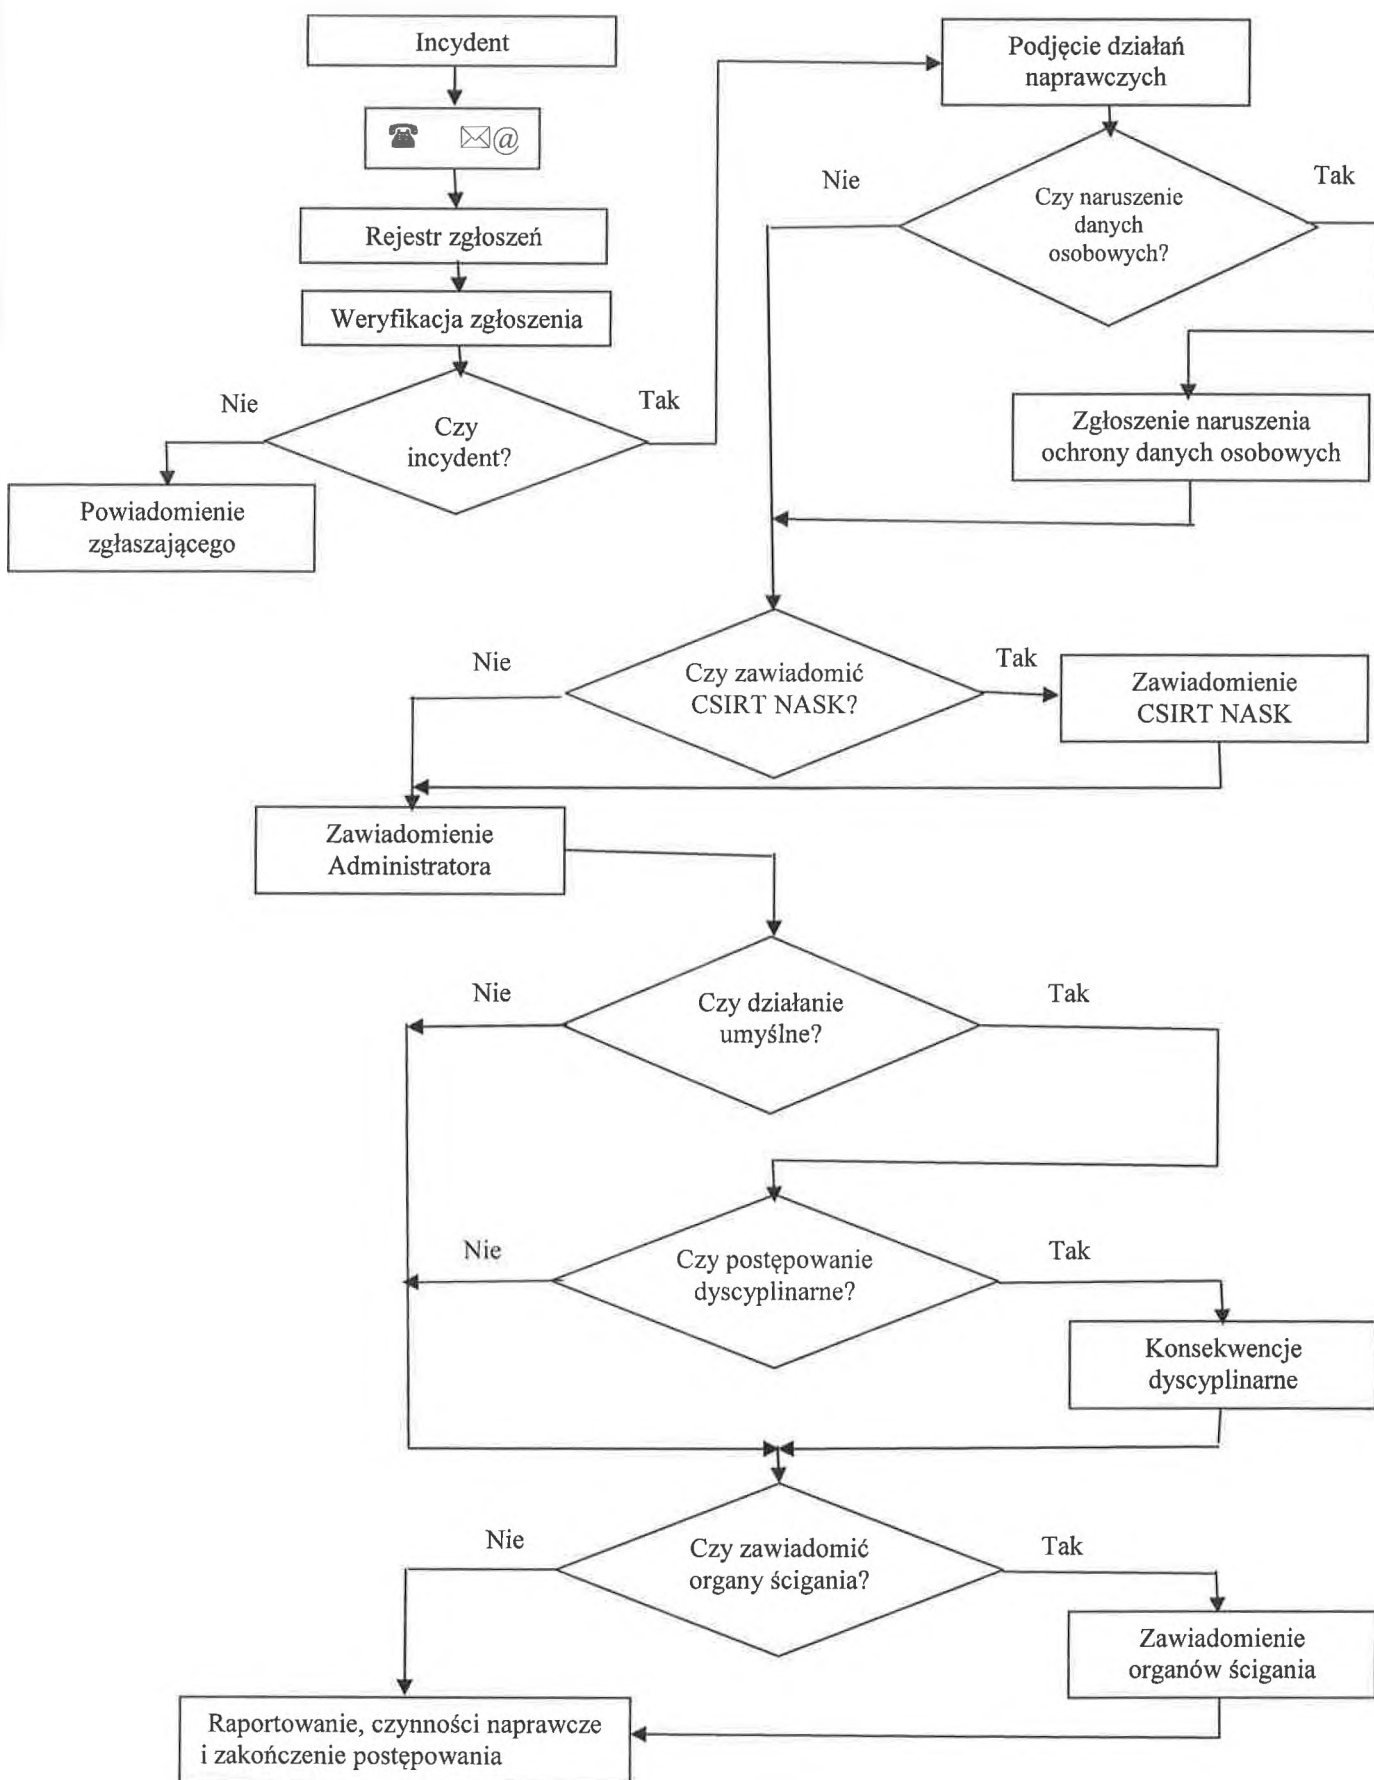 Incydent
☎ ✉@
Rejestr zgłoszeń
Weryfikacja zgłoszenia
Nie
Tak
Czy
incydent?
Powiadomienie
zgłaszającego
Podjęcie działań
naprawczych
Nie
Tak
Czy naruszenie
danych
osobowych?
Zgłoszenie naruszenia
ochrony danych osobowych
Nie
Czy zawiadomić
CSIRT NASK?
Tak
Zawiadomienie
CSIRT NASK
Zawiadomienie
Administratora
Nie
Czy działanie
umyślne?
Tak
Nie
Czy postępowanie
dyscyplinarne?
Tak
Konsekwencje
dyscyplinarne
Nie
Czy zawiadomić
organy ścigania?
Tak
Zawiadomienie
organów ścigania
Raportowanie, czynności naprawcze
i zakończenie postępowania